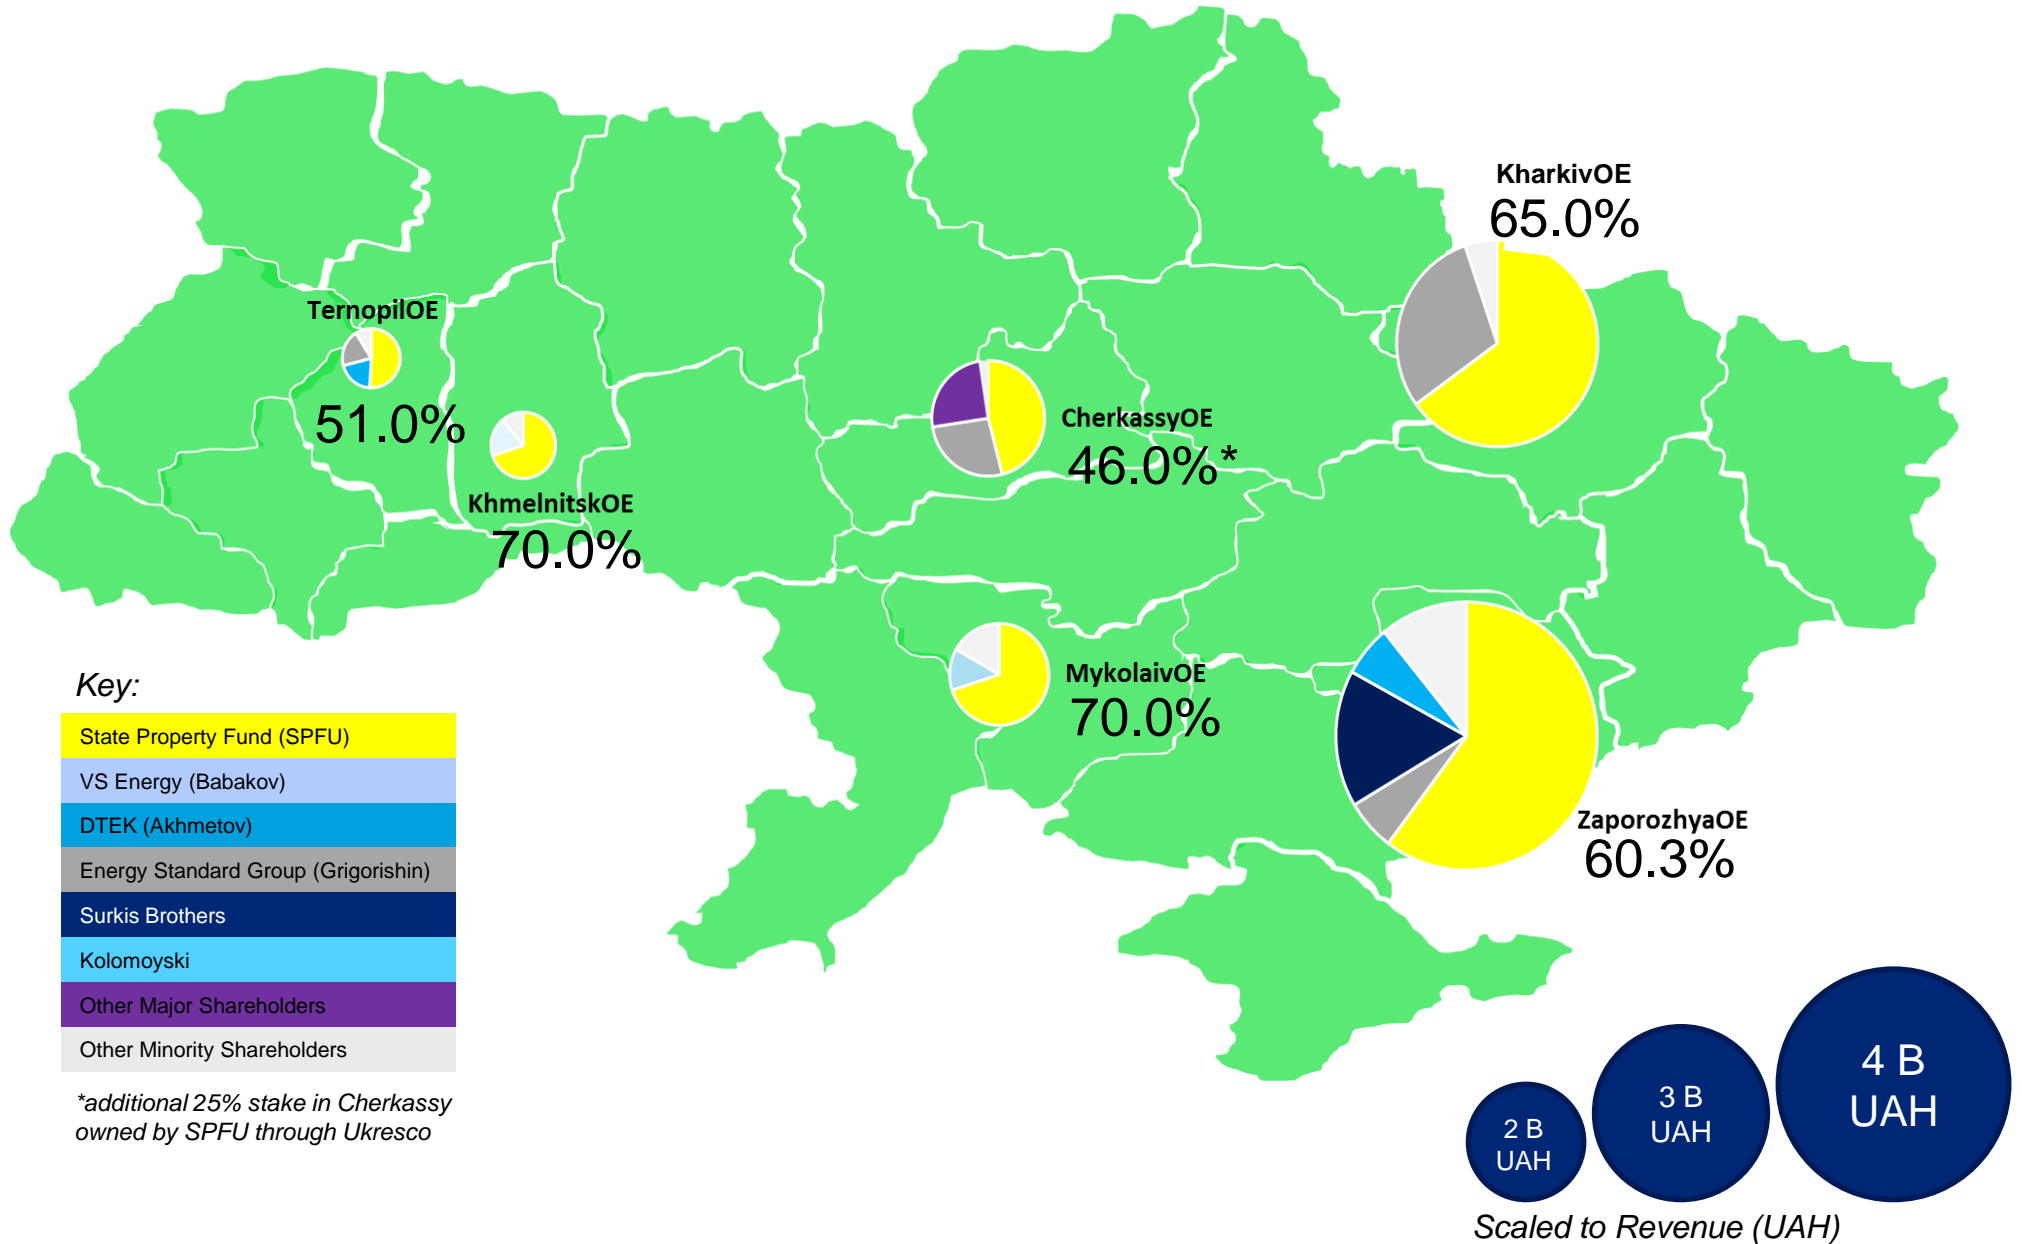 KharkivOE
65.0%
TernopilOE
51.0%
CherkassyOE
46.0%*
KhmelnitskOE
70.0%
MykolaivOE
70.0%
ZaporozhyaOE
60.3%
Key:
State Property Fund (SPFU)
VS Energy (Babakov)
DTEK (Akhmetov)
Energy Standard Group (Grigorishin)
Surkis Brothers
Kolomoyski
Other Major Shareholders
Other Minority Shareholders
*additional 25% stake in Cherkassy
owned by SPFU through Ukresco
2 B
UAH
3 B
UAH
4 B
UAH
Scaled to Revenue (UAH)